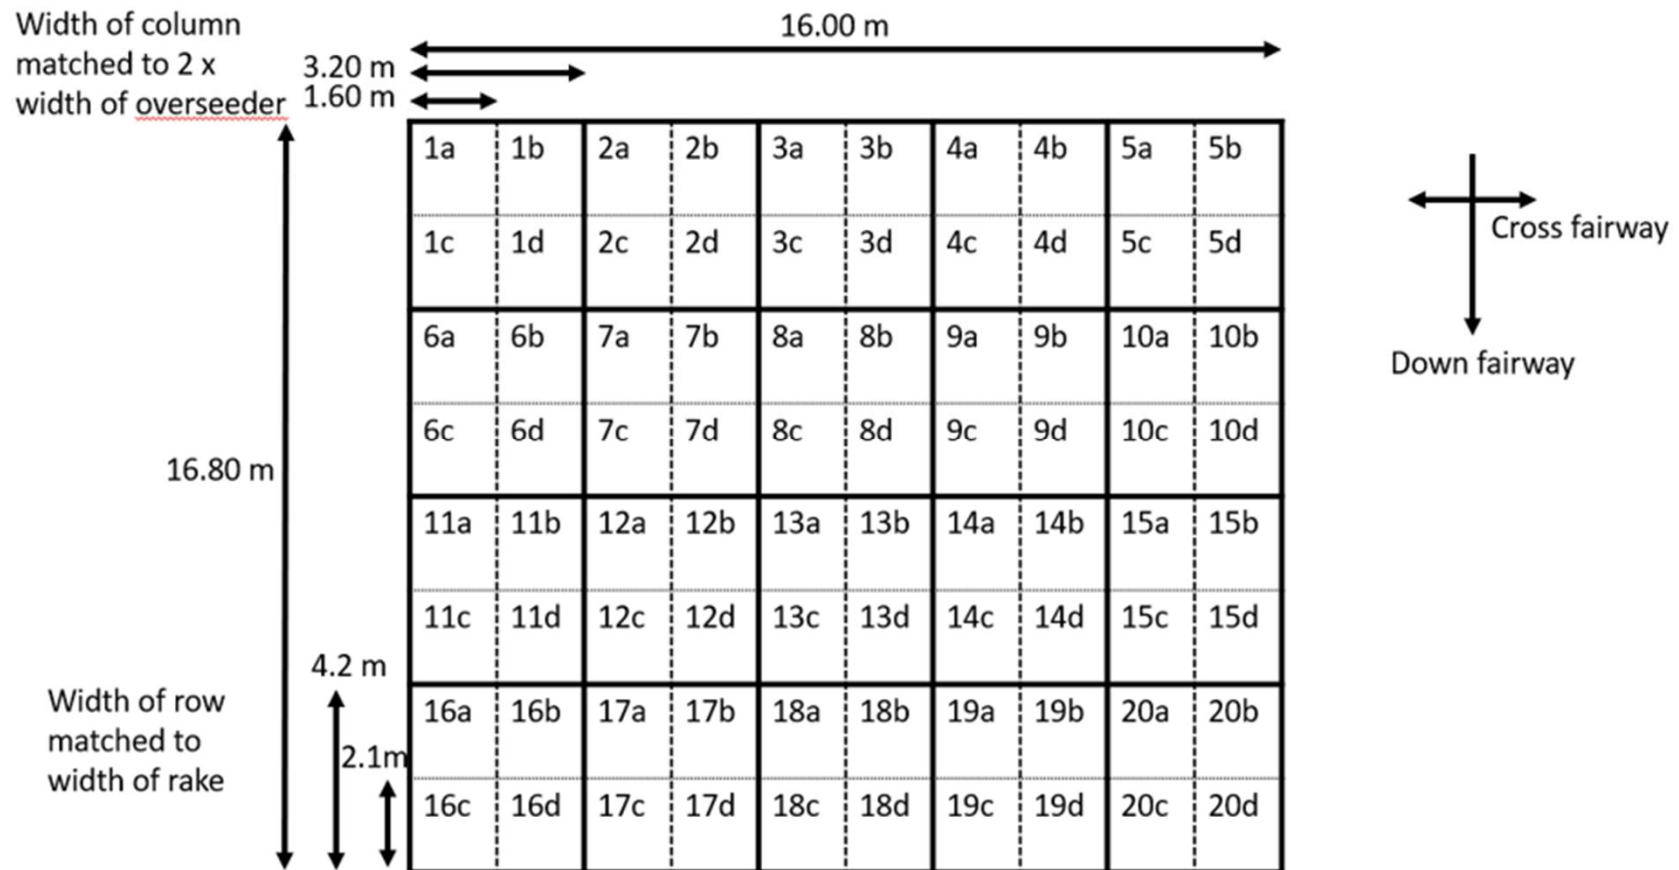 Width of column
matched to 2 x
width of overseeder
16.00 m
3.20 m
1.60 m
1a 1b 2a 2b 3a 3b 4a 4b 5a 5b
1c 1d 2c 2d 3c 3d 4c 4d 5c 5d
Cross fairway
6a 6b 7a 7b 8a 8b 9a 9b 10a 10b
Down fairway
6c 6d 7c 7d 8c 8d 9c 9d 10c 10d
16.80 m
11a 11b 12a 12b 13a 13b 14a 14b 15a 15b
11c 11d 12c 12d 13c 13d 14c 14d 15c 15d
4.2 m
Width of row
matched to
width of rake
16a 16b 17a 17b 18a 18b 19a 19b 20a 20b
2.1m
16c 16d 17c 17d 18c 18d 19c 19d 20c 20d